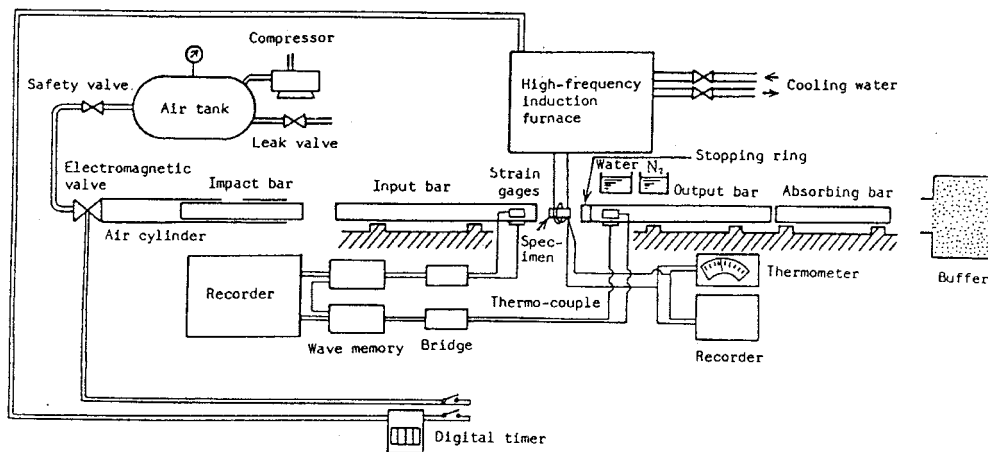 Compressor
Safety valve.
Air tank
Leak valve
High-frequency
induction
furnace
Cooling water
Electromagnetic
valve
Impact bar
Input bar
Strain
gages
Water
N₂
Stopping ring
Output bar
Absorbing bar
Air cylinder
Spec-
imen
Recorder
Thermo-couple
Thermometer
Buffer
Wave memory
Bridge
Recorder
Digital timer